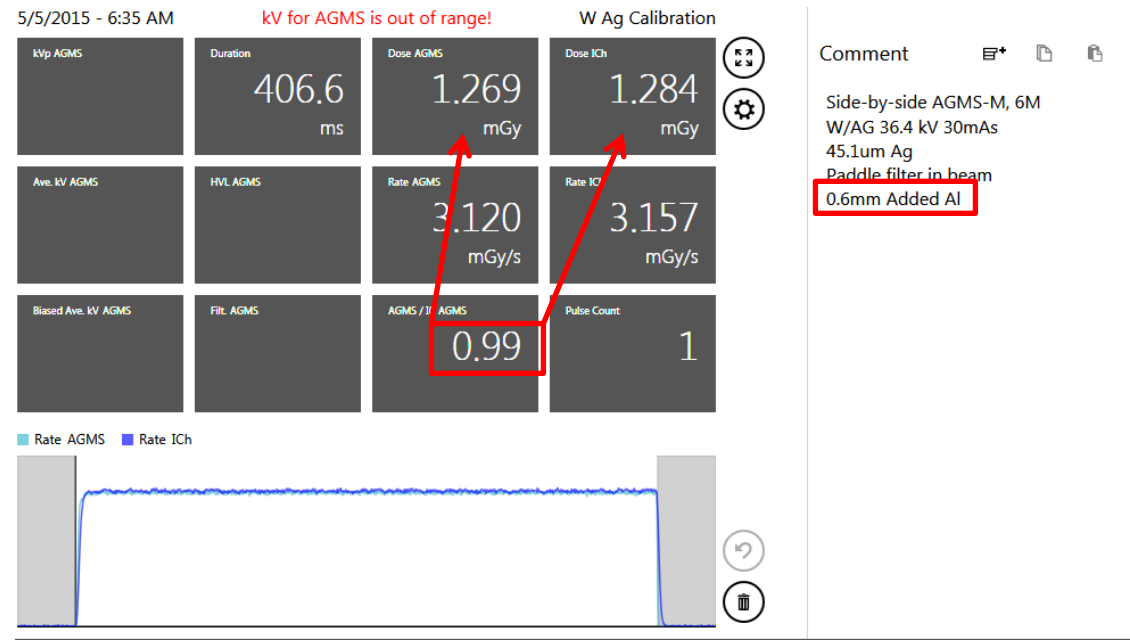 5/5/2015 - 6:35 AM
kV for AGMS is out of range!
W Ag Calibration
kVp AGMS
Duration
406.6
ms
Dose AGMS
1.269
mGy
Dose ICh
1.284
mGy
Ave. kV AGMS
HVL AGMS
Rate AGMS
3.120
mGy/s
Rate ICh
3.157
mGy/s
Biased Ave. kV AGMS
Filt. AGMS
AGMS / IC AGMS
0.99
Pulse Count
1
Rate AGMS
Rate ICh
Comment
Side-by-side AGMS-M, 6M
W/AG 36.4 kV 30mAs
45.1um Ag
Paddle filter in beam
0.6mm Added Al